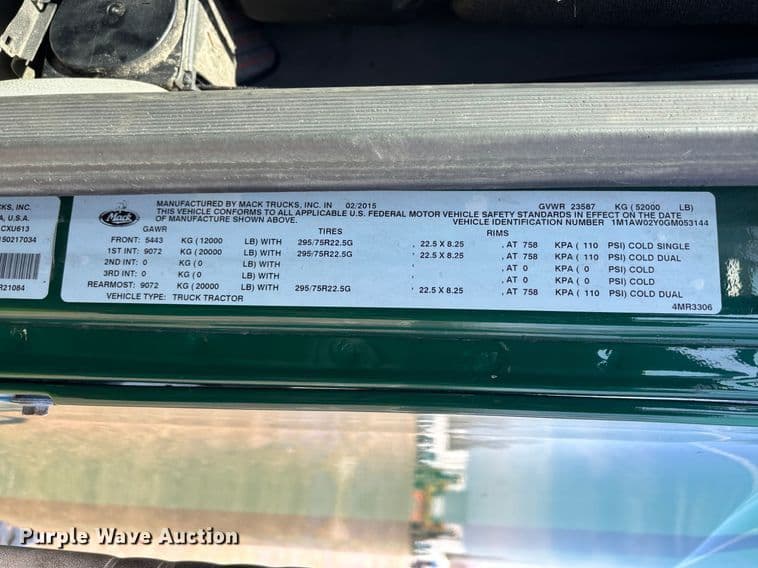 KS, INC.
A, U.S.A.
CXU613
150217034
R21084
Mack
MANUFACTURED BY MACK TRUCKS, INC. IN 02/2015 GVWR 23587 KG (52000 LB)
THIS VEHICLE CONFORMS TO ALL APPLICABLE U.S. FEDERAL MOTOR VEHICLE SAFETY STANDARDS IN EFFECT ON THE DATE
OF MANUFACTURE SHOWN ABOVE. VEHICLE IDENTIFICATION NUMBER 1M1AW02Y0GM053144
GAWR TIRES RIMS
FRONT: 5443 KG (12000 LB) WITH 295/75R22.5G , 22.5 X 8.25 , AT 758 KPA ( 110 PSI) COLD SINGLE
1ST INT: 9072 KG (20000 LB) WITH 295/75R22.5G , 22.5 X 8.25 , AT 758 KPA ( 110 PSI) COLD DUAL
2ND INT: 0 KG (0 LB) WITH , , AT 0 KPA ( 0 PSI) COLD
3RD INT: 0 KG (0 LB) WITH , , AT 0 KPA ( 0 PSI) COLD
REARMOST: 9072 KG (20000 LB) WITH 295/75R22.5G , 22.5 X 8.25 , AT 758 KPA ( 110 PSI) COLD DUAL
VEHICLE TYPE: TRUCK TRACTOR 4MR3306
Purple Wave Auction